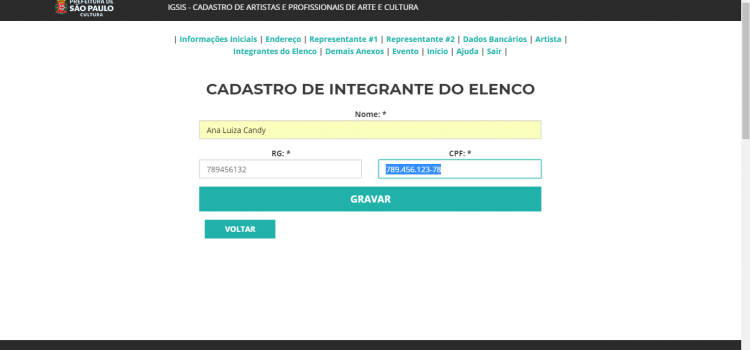 PREFEITURA DE
SÃO PAULO
CULTURA
IGSIS - CADASTRO DE ARTISTAS E PROFISSIONAIS DE ARTE E CULTURA
| Informações Iniciais | Endereço | Representante #1 | Representante #2 | Dados Bancários | Artista |
Integrantes do Elenco | Demais Anexos | Evento | Início | Ajuda | Sair |
CADASTRO DE INTEGRANTE DO ELENCO
Nome: *
Ana Luiza Candy
RG: * CPF: *
789456132 789.456.123-78
GRAVAR
VOLTAR